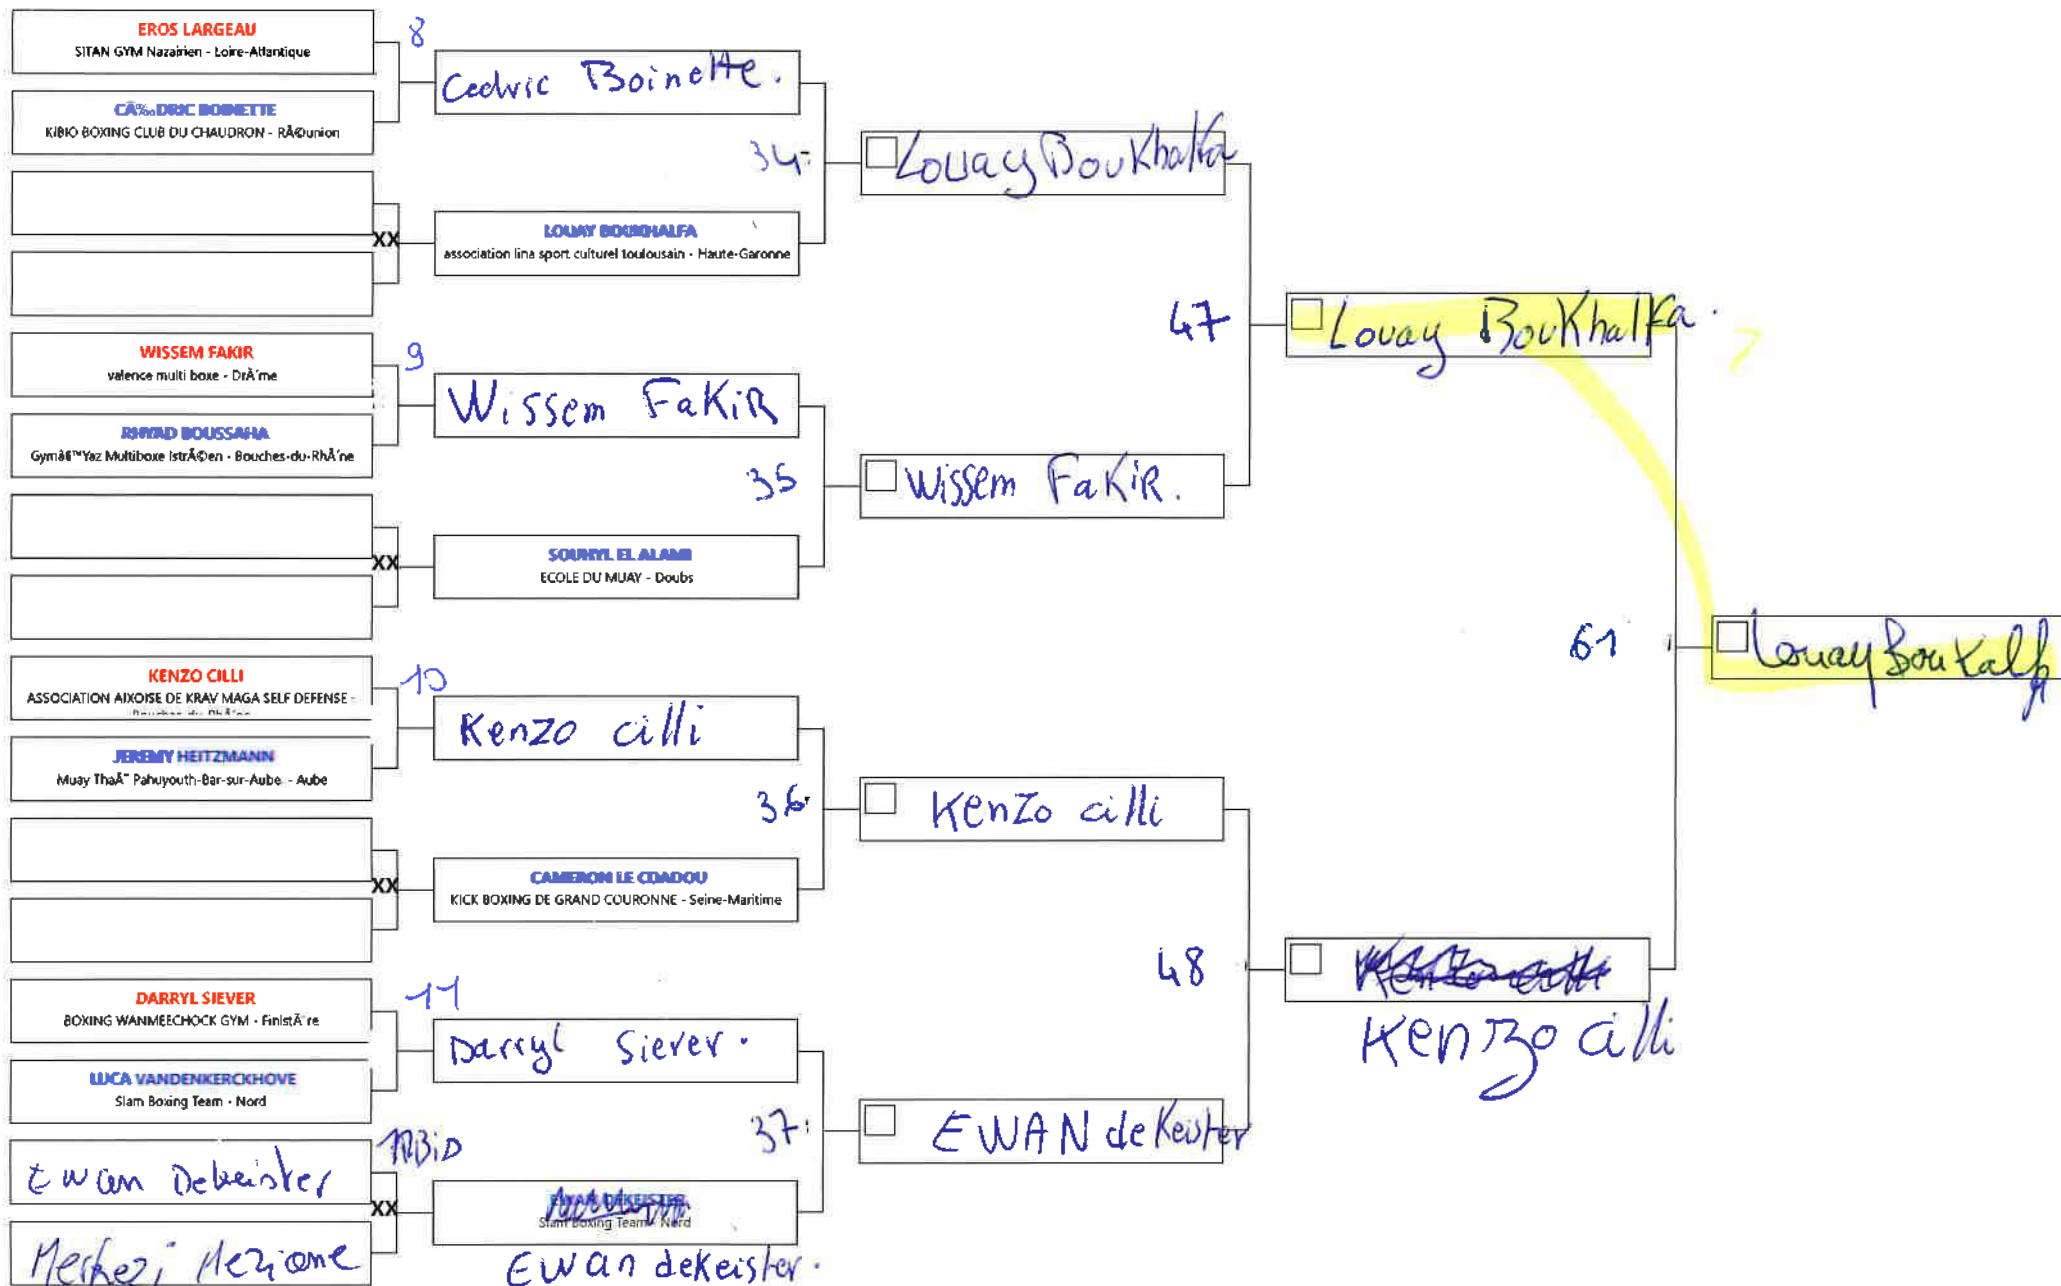 EROS LARGEAU
SITAN GYM Nazairien - Loire-Atlantique
8
CÃ‰DRIC BOINETTE
KIBIO BOXING CLUB DU CHAUDRON - RÃ©union
Cedric Boinette.
34
LOUAY BOUKHALFA
association lina sport culturel toulousain - Haute-Garonne
XX
Louay BouKhalfa
WISSEM FAKIR
valence multi boxe - DrÃ´me
9
RHYAD BOUSSAHA
Gymâ€™Yaz Multiboxe IstrÃ©en - Bouches-du-RhÃ´ne
Wissem FaKiR
35
SOUHYL EL ALAMI
ECOLE DU MUAY - Doubs
XX
Wissem FaKiR.
47
Louay BouKhalfa.
KENZO CILLI
ASSOCIATION AIXOISE DE KRAV MAGA SELF DEFENSE -
10
JEREMY HEITZMANN
Muay ThaÃ¯ Pahuyouth-Bar-sur-Aube - Aube
Kenzo cilli
36
CAMERON LE COADOU
KICK BOXING DE GRAND COURONNE - Seine-Maritime
XX
Kenzo cilli
DARRYL SIEVER
BOXING WANMEECHOCK GYM - FinistÃ¨re
11
LUCA VANDENKERCKHOVE
Siam Boxing Team - Nord
Darryl Siever.
37
Ewan Dekeister
XX
EWAN DEKEISTER
Siam Boxing Team - Nord
Ewan dekeister.
EWAN deKeister
48
Kenzo cilli
61
Louay Boukalfa